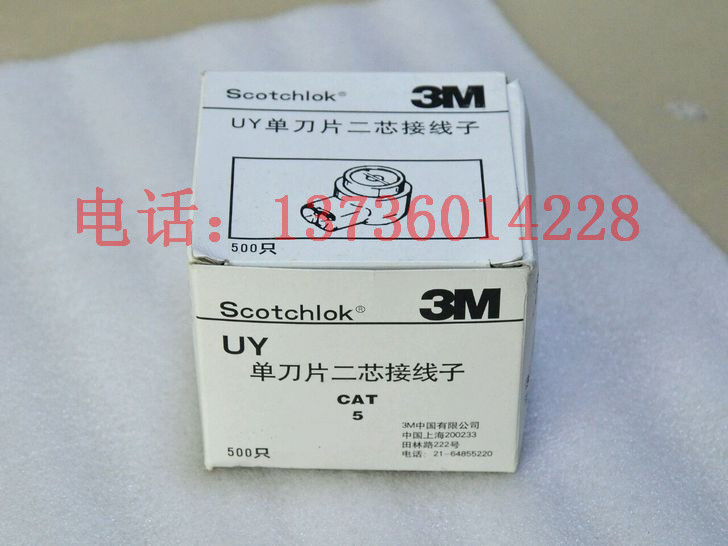 Scotchlok® 3M
UY单刀片二芯接线子
电话：13736014228
500只
Scotchlok® 3M
UY
单刀片二芯接线子
CAT
5
3M中国有限公司
中国上海200233
田林路222号
电话：21-64855220
500只